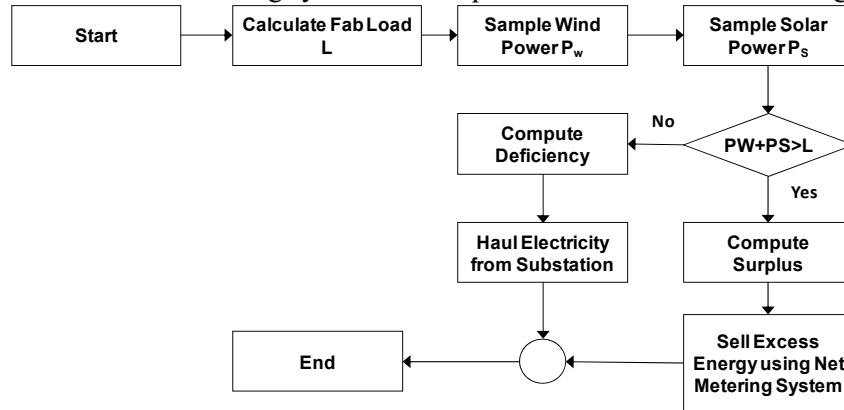 Start
Calculate Fab Load
L
Sample Wind
Power Pw
Sample Solar
Power PS
No
PW+PS>L
Compute
Deficiency
Yes
Haul Electricity
from Substation
Compute
Surplus
Sell Excess
Energy using Net
Metering System
End